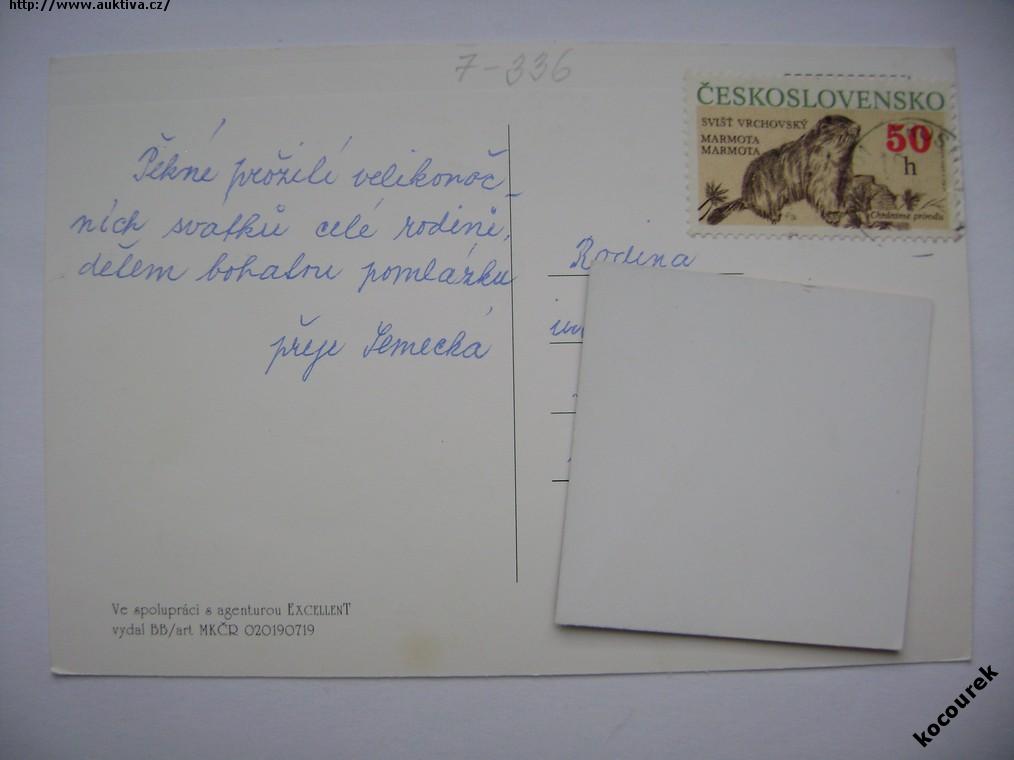 http://www.auktiva.cz/
7-336
ČESKOSLOVENSKO
SVIŠŤ VRCHOVSKÝ
MARMOTA
MARMOTA
50
h
Chráníme přírodu
Pěkné prožití velikonoč-
ních svátků celé rodině,
dětem bohatou pomlázku
přeje Semecká
Rodina
Ve spolupráci s agenturou EXCELLENT
vydal BB/art MKČR 020190719
kocourek